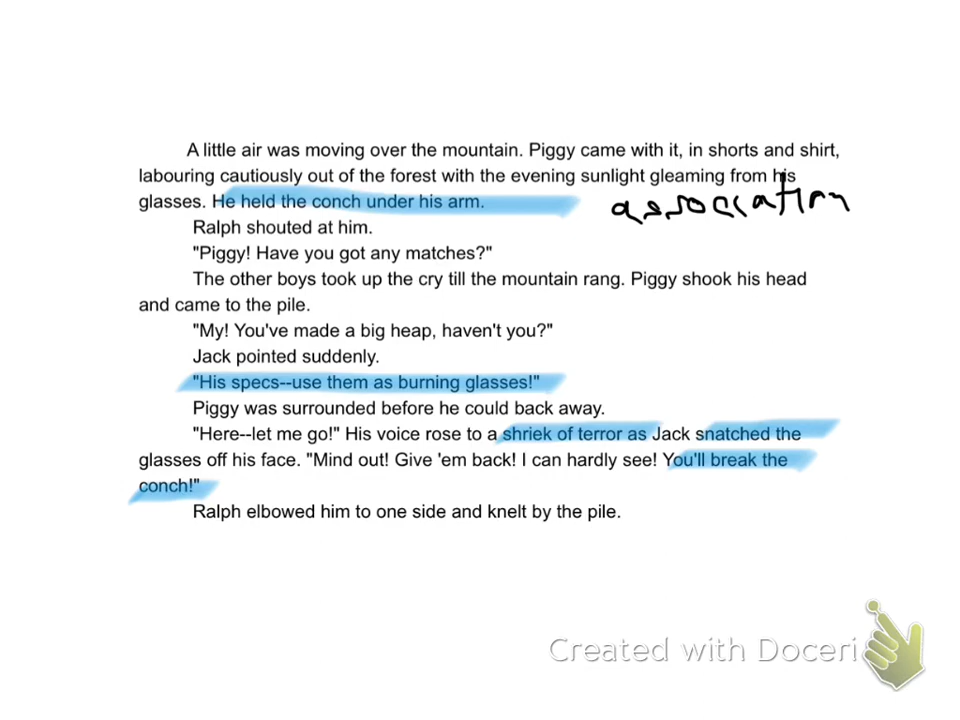 A little air was moving over the mountain. Piggy came with it, in shorts and shirt,
labouring cautiously out of the forest with the evening sunlight gleaming from his
glasses. He held the conch under his arm.
association
Ralph shouted at him.
"Piggy! Have you got any matches?"
The other boys took up the cry till the mountain rang. Piggy shook his head
and came to the pile.
"My! You've made a big heap, haven't you?"
Jack pointed suddenly.
"His specs--use them as burning glasses!"
Piggy was surrounded before he could back away.
"Here--let me go!" His voice rose to a shriek of terror as Jack snatched the
glasses off his face. "Mind out! Give 'em back! I can hardly see! You'll break the
conch!"
Ralph elbowed him to one side and knelt by the pile.
Created with Doceri